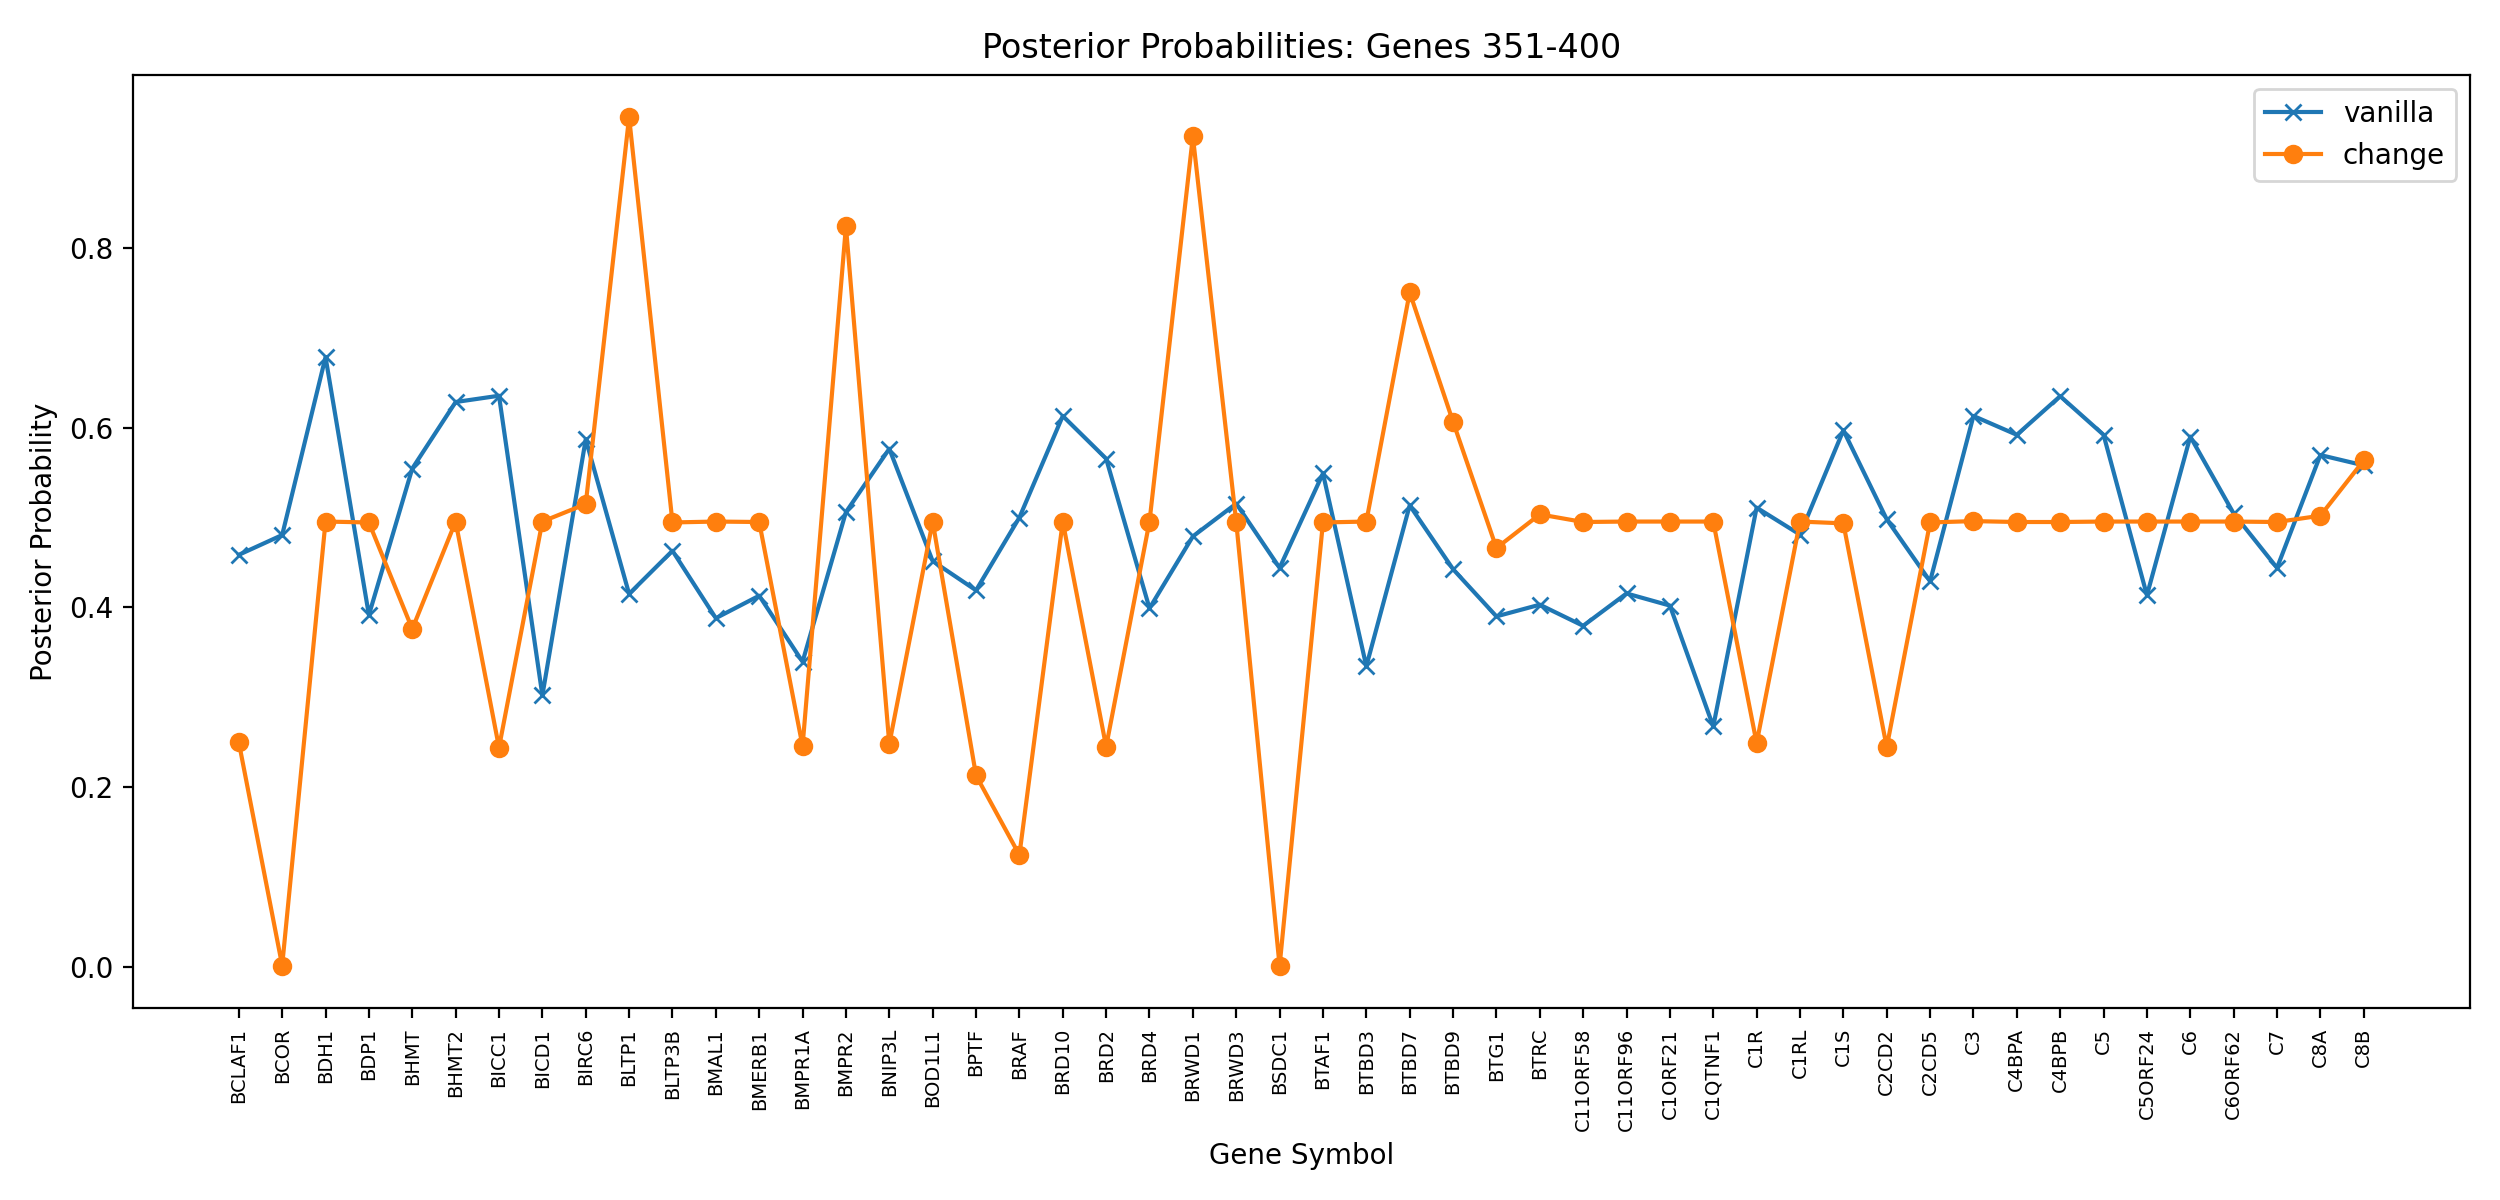 Posterior Probabilities: Genes 351-400
vanilla
change
Posterior Probability
0.8
0.6
0.4
0.2
0.0
BCLAF1
BCOR
BDH1
BDP1
BHMT
BHMT2
BICC1
BICD1
BIRC6
BLTP1
BLTP3B
BMAL1
BMERB1
BMPR1A
BMPR2
BNIP3L
BOD1L1
BPTF
BRAF
BRD10
BRD2
BRD4
BRWD1
BRWD3
BSDC1
BTAF1
BTBD3
BTBD7
BTBD9
BTG1
BTRC
C11ORF58
C11ORF96
C1ORF21
C1QTNF1
C1R
C1RL
C1S
C2CD2
C2CD5
C3
C4BPA
C4BPB
C5
C5ORF24
C6
C6ORF62
C7
C8A
C8B
Gene Symbol